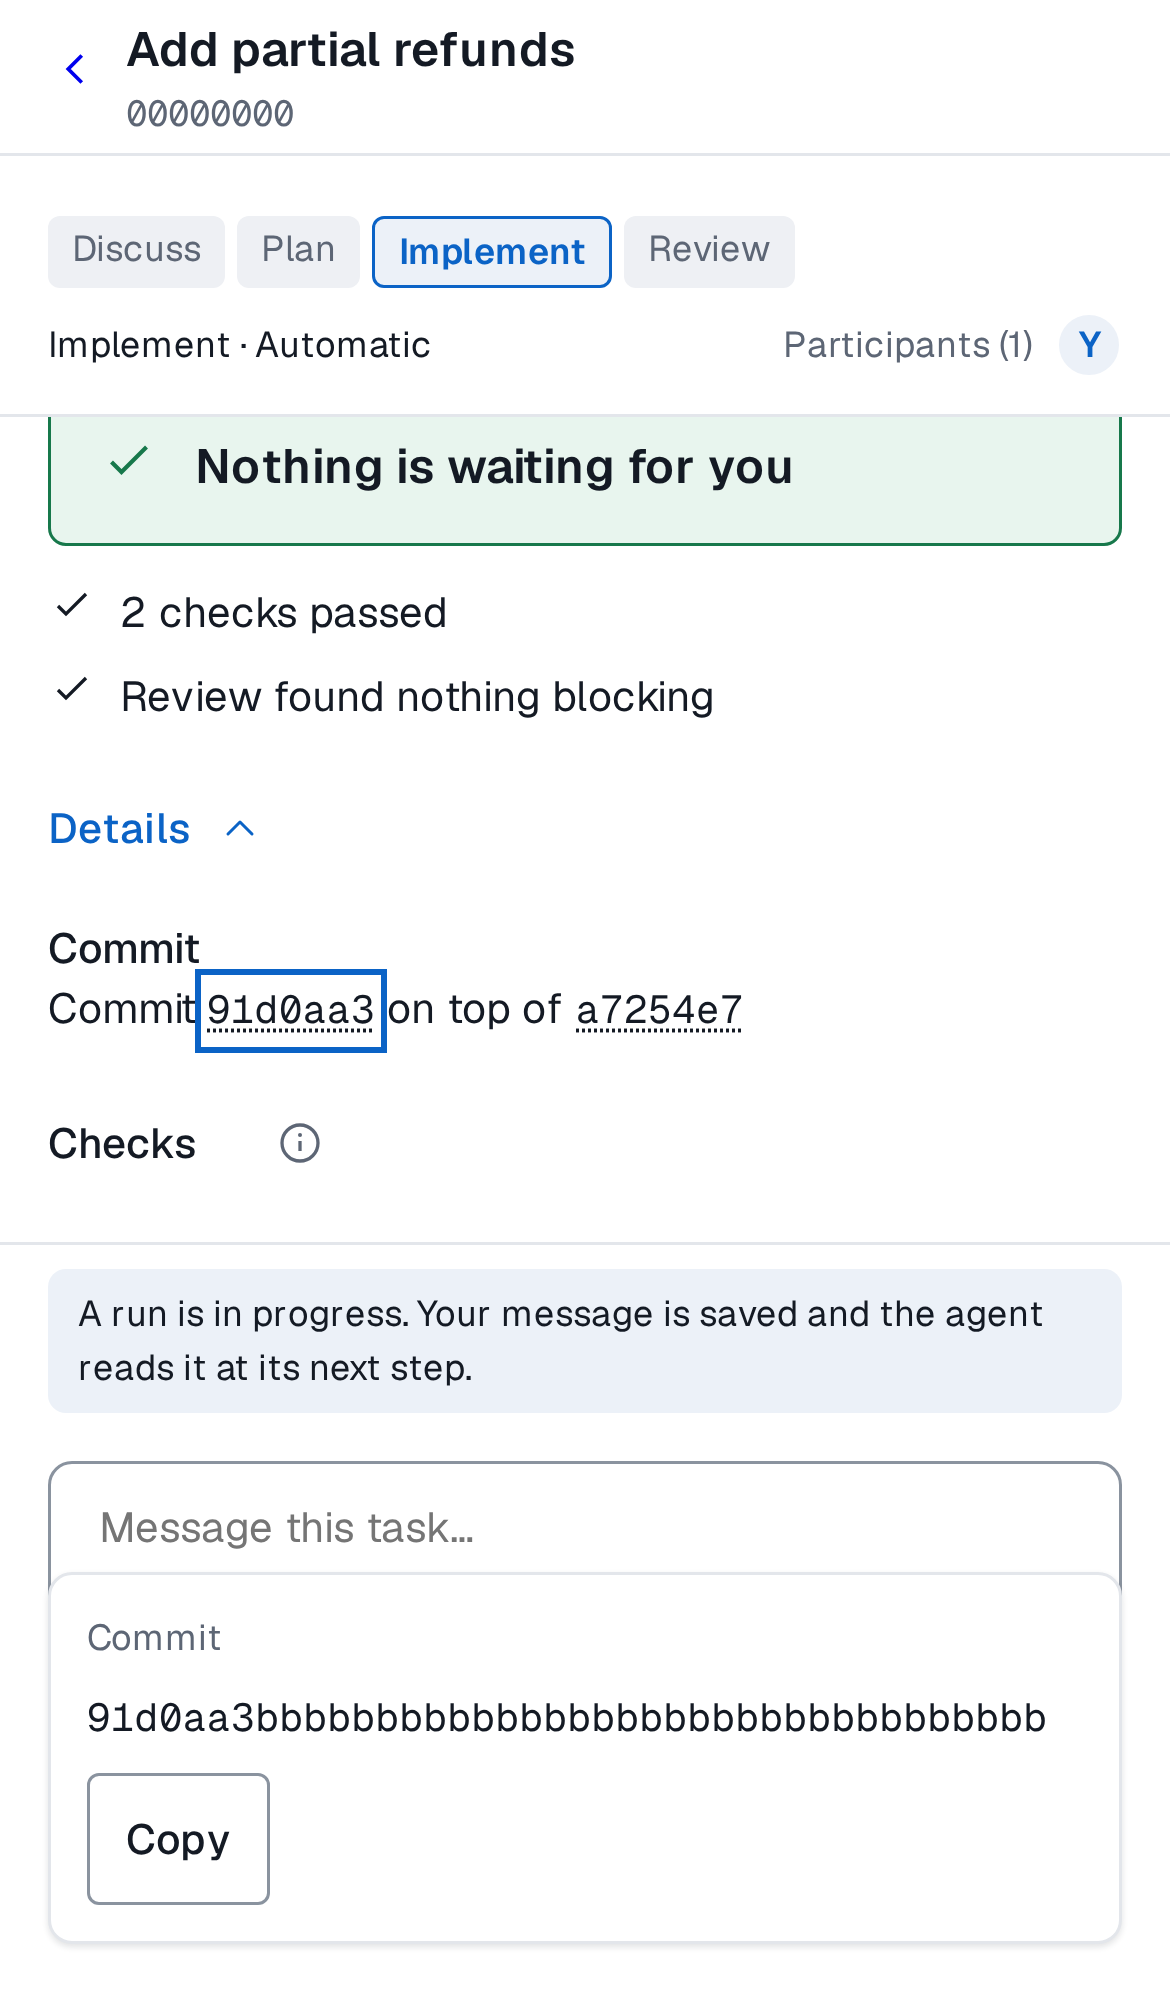 Add partial refunds
00000000
Discuss Plan Implement Review
Implement · Automatic Participants (1) Y
Nothing is waiting for you
2 checks passed
Review found nothing blocking
Details
Commit
Commit 91d0aa3 on top of a7254e7
Checks
A run is in progress. Your message is saved and the agent
reads it at its next step.
Message this task…
Commit
91d0aa3bbbbbbbbbbbbbbbbbbbbbbbbbbbbbbbbb
Copy